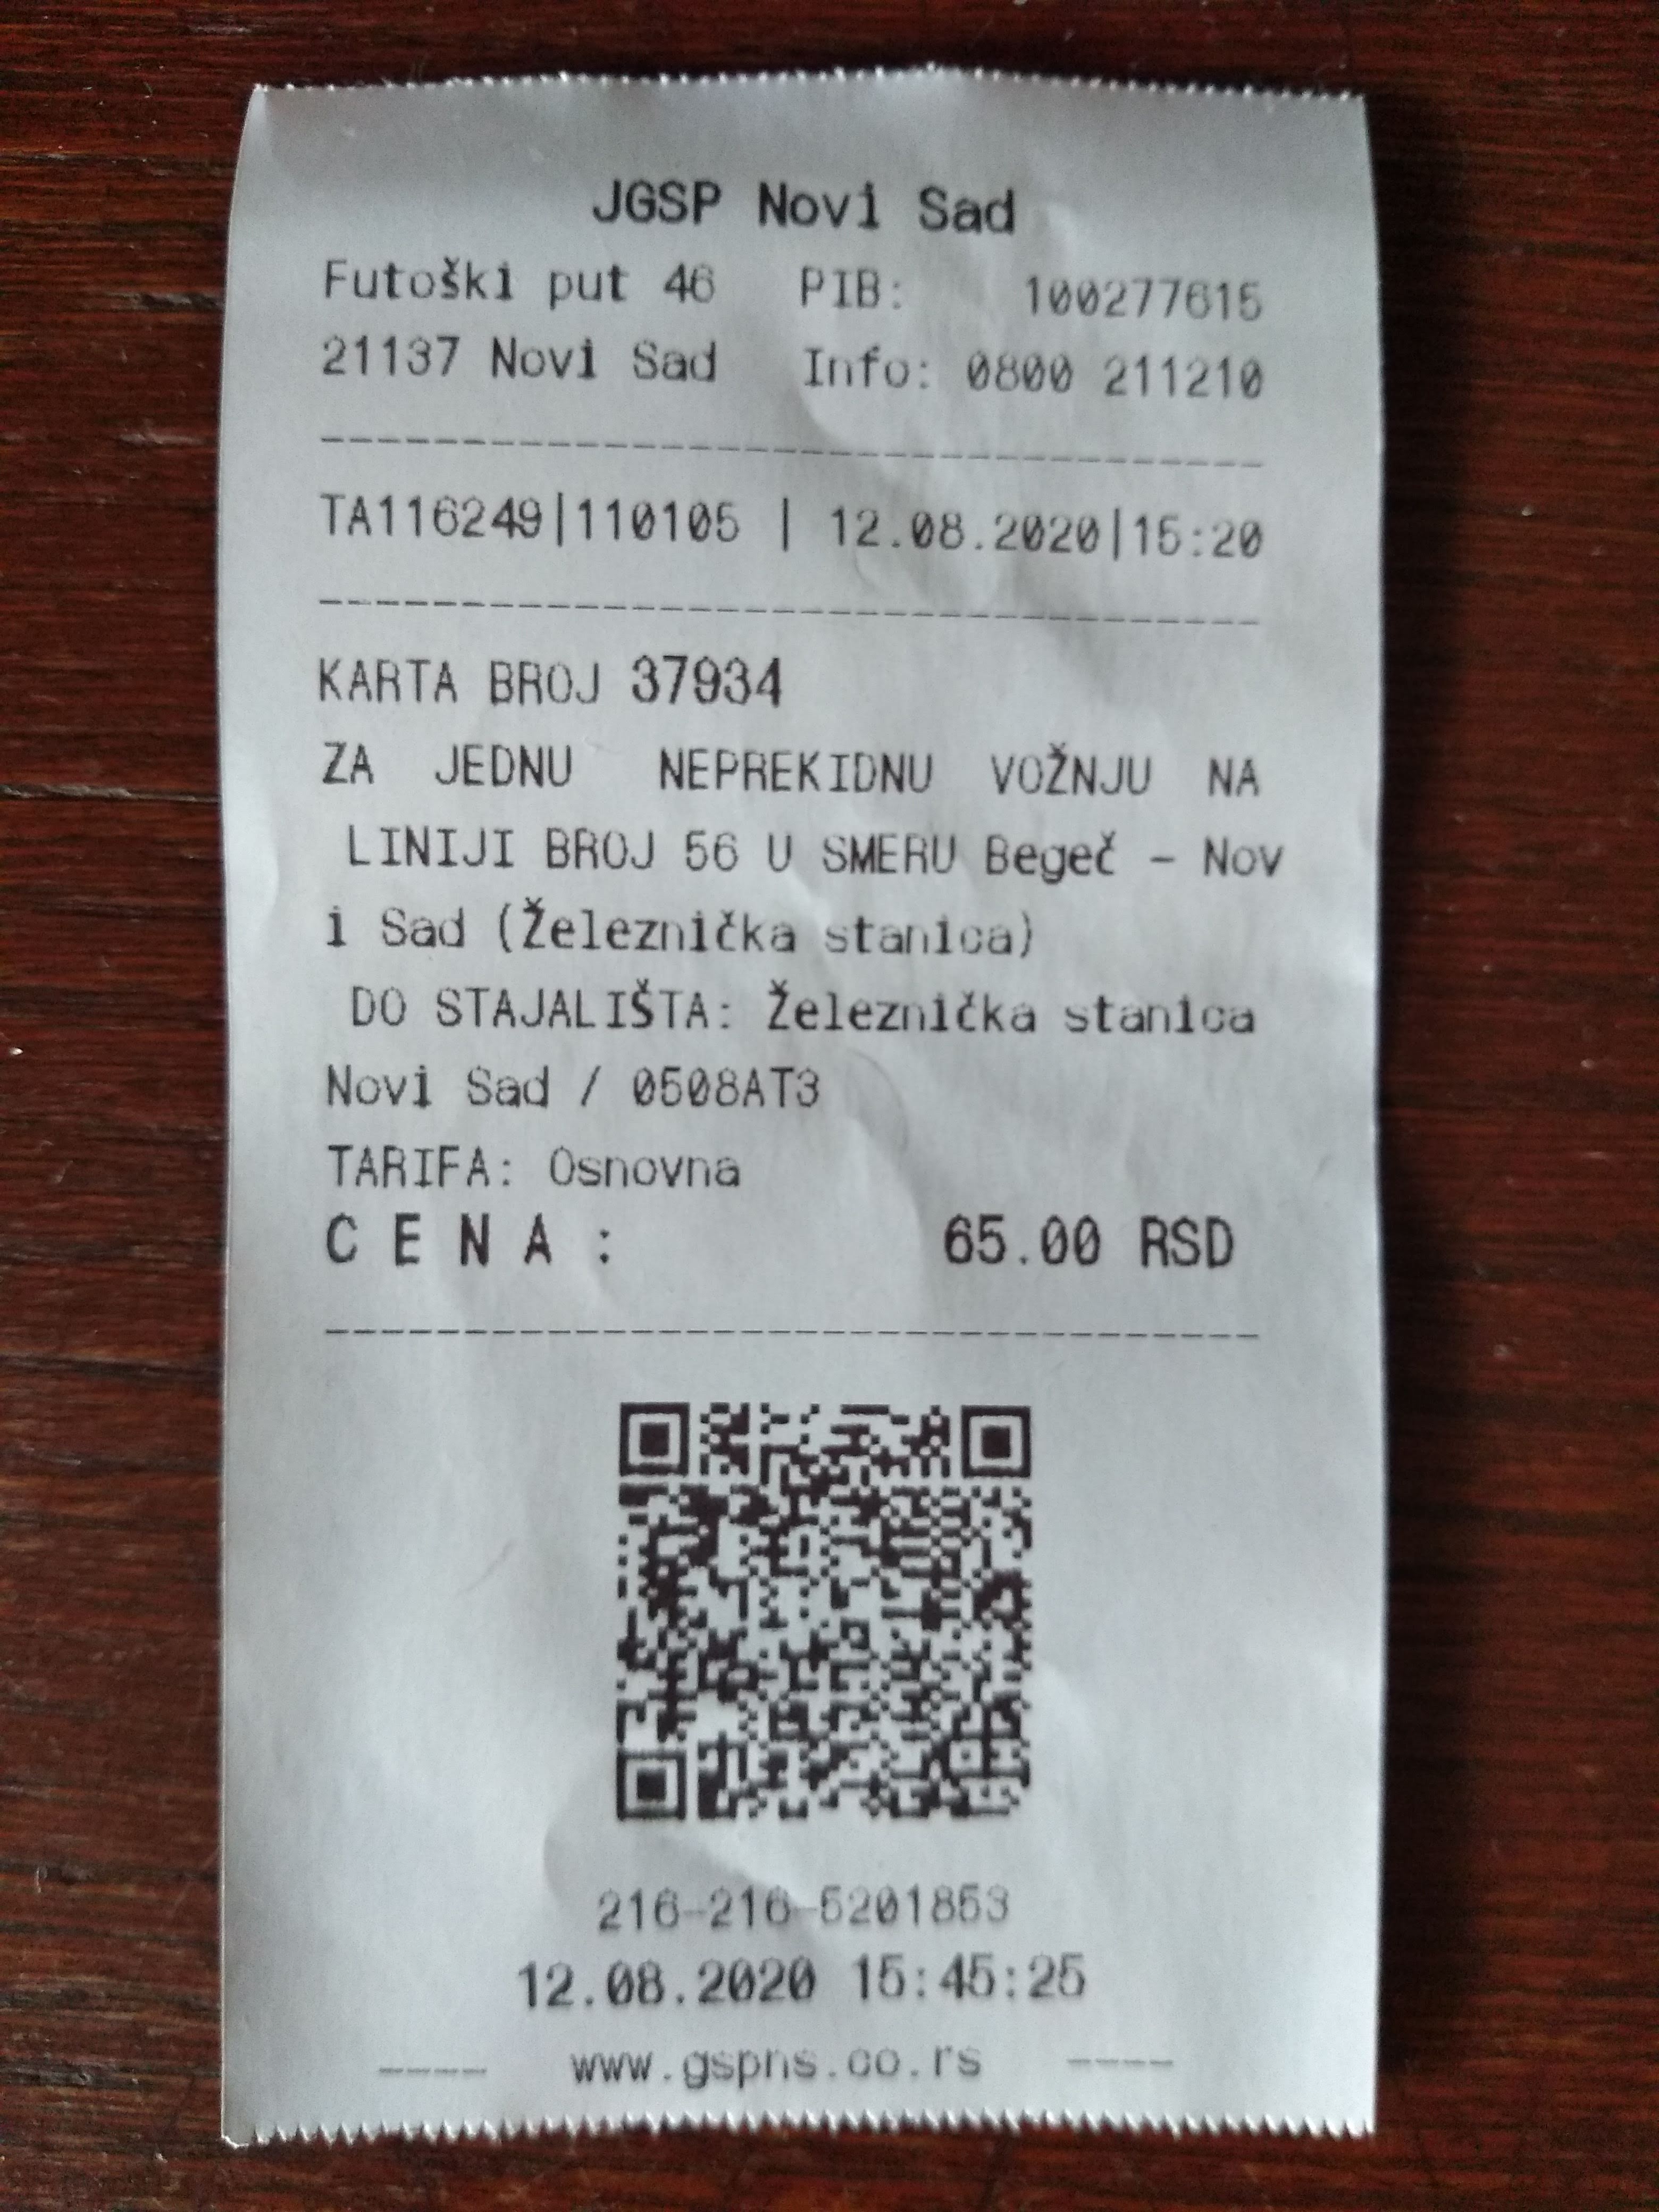 JGSP Novi Sad
Futoški put 46 PIB: 100277615
21137 Novi Sad Info: 0800 211210
--------------------------------
TA116249|110105 | 12.08.2020|15:20
--------------------------------
KARTA BROJ 37934
ZA JEDNU NEPREKIDNU VOŽNJU NA
LINIJI BROJ 56 U SMERU Begeč - Nov
i Sad (Železnička stanica)
DO STAJALIŠTA: Železnička stanica
Novi Sad / 0508AT3
TARIFA: Osnovna
C E N A : 65.00 RSD
--------------------------------
216-216-5201853
12.08.2020 15:45:25
---- www.gspns.co.rs ----